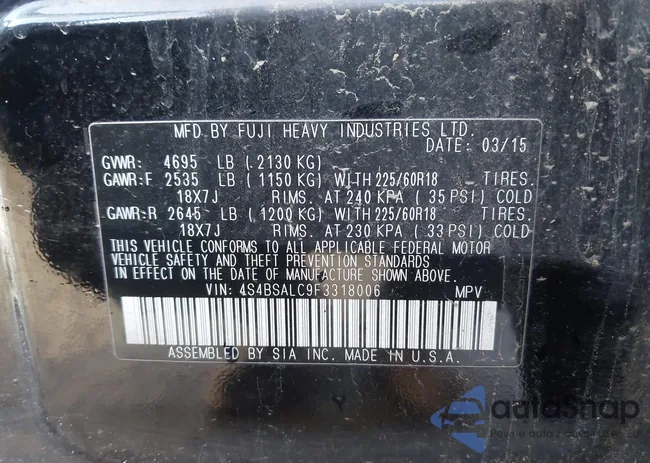 MFD. BY FUJI HEAVY INDUSTRIES LTD.
DATE: 03/15
GVWR: 4695 LB (2130 KG)
GAWR:F 2535 LB (1150 KG) WITH 225/60R18 TIRES.
18X7J RIMS. AT 240 KPA (35 PSI) COLD
GAWR:R 2645 LB (1200 KG) WITH 225/60R18 TIRES.
18X7J RIMS. AT 230 KPA (33 PSI) COLD
THIS VEHICLE CONFORMS TO ALL APPLICABLE FEDERAL MOTOR
VEHICLE SAFETY AND THEFT PREVENTION STANDARDS
IN EFFECT ON THE DATE OF MANUFACTURE SHOWN ABOVE.
VIN: 4S4BSALC9F3318006 MPV
ASSEMBLED BY SIA INC. MADE IN U.S.A.
autaSnap
Pewne auta z